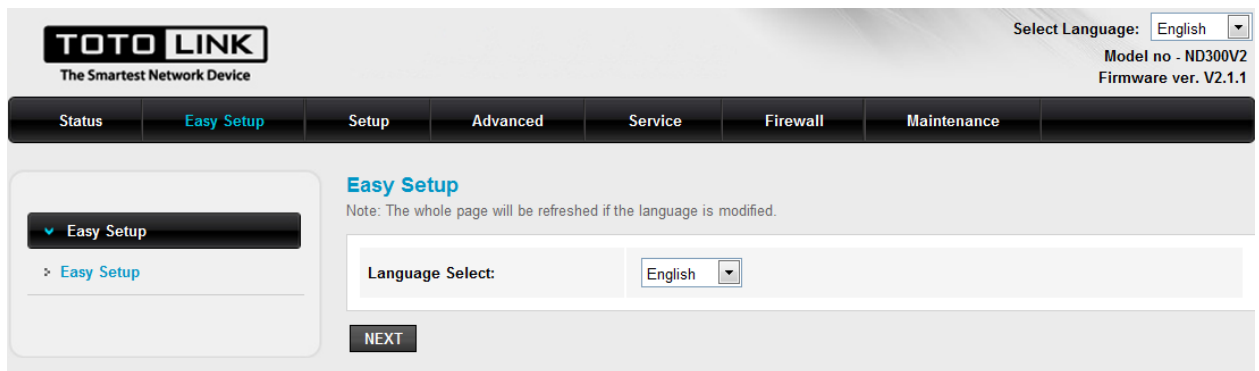 TOTO LINK
The Smartest Network Device
Select Language: English
Model no - ND300V2
Firmware ver. V2.1.1
Status Easy Setup Setup Advanced Service Firewall Maintenance
Easy Setup
Easy Setup
Easy Setup
Note: The whole page will be refreshed if the language is modified.
Language Select: English
NEXT